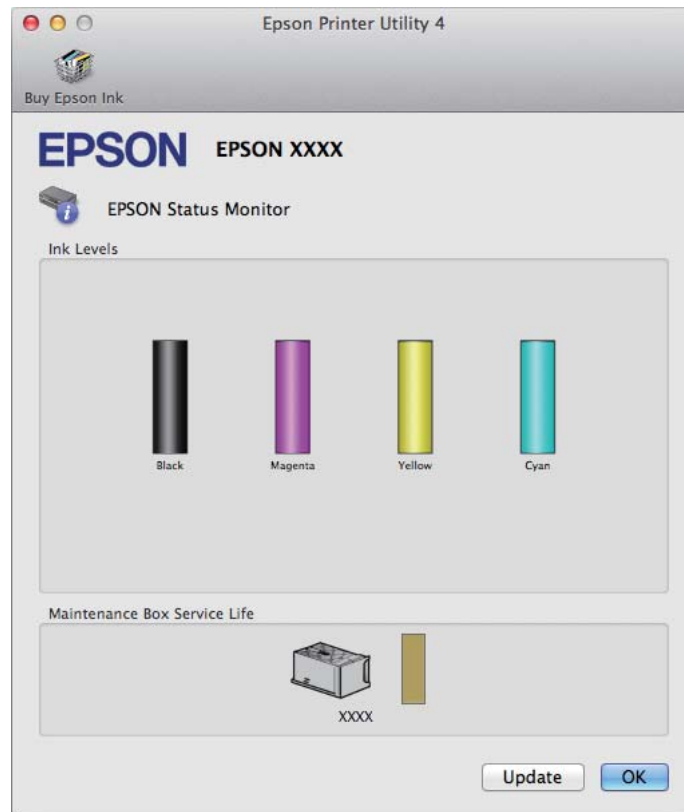 Epson Printer Utility 4
Buy Epson Ink
EPSON EPSON XXXX
EPSON Status Monitor
Ink Levels
Black Magenta Yellow Cyan
Maintenance Box Service Life
XXXX
Update OK